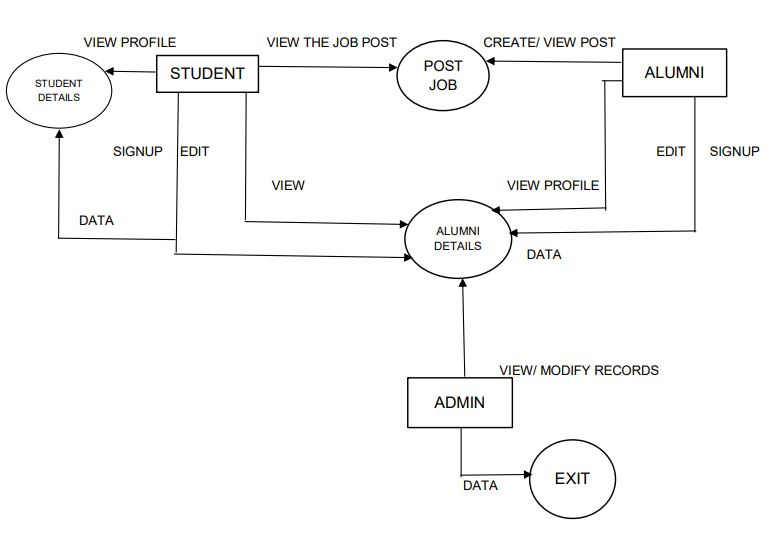 VIEW PROFILE
VIEW THE JOB POST
CREATE/ VIEW POST
STUDENT
DETAILS
STUDENT
POST
JOB
ALUMNI
SIGNUP
EDIT
EDIT
SIGNUP
VIEW
VIEW PROFILE
DATA
ALUMNI
DETAILS
DATA
VIEW/ MODIFY RECORDS
ADMIN
DATA
EXIT